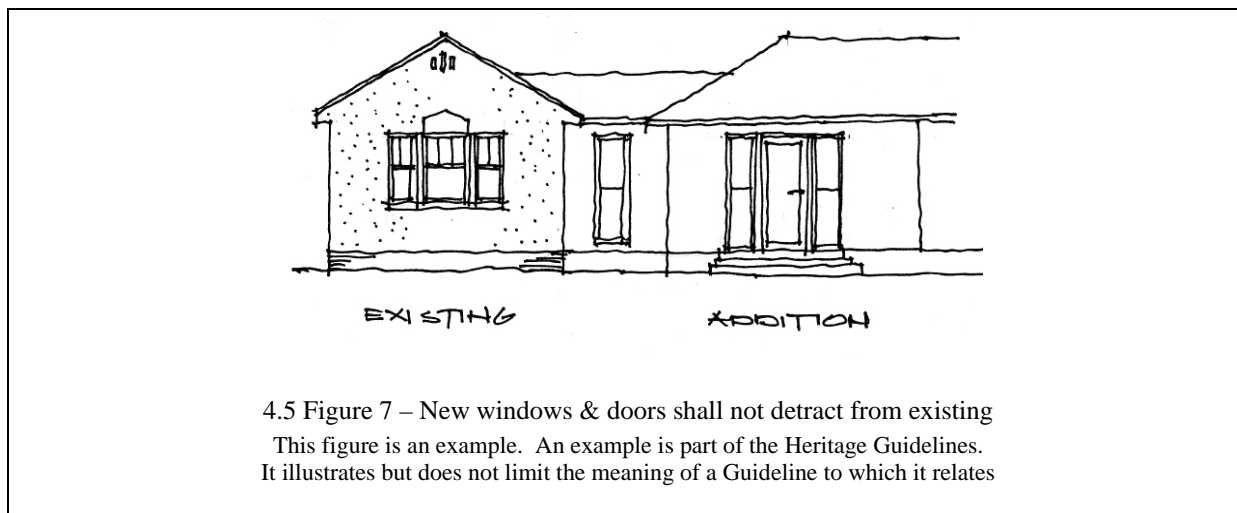 EXISTING ADDITION
4.5 Figure 7 – New windows & doors shall not detract from existing
This figure is an example. An example is part of the Heritage Guidelines.
It illustrates but does not limit the meaning of a Guideline to which it relates